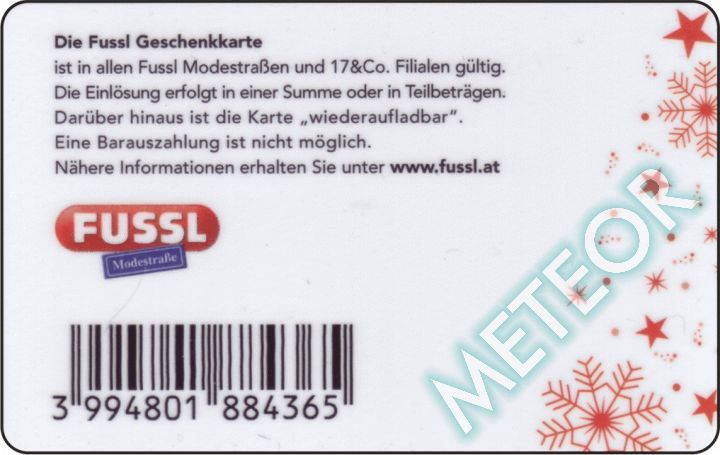 Die Fussl Geschenkkarte
ist in allen Fussl Modestraßen und 17&Co. Filialen gültig.
Die Einlösung erfolgt in einer Summe oder in Teilbeträgen.
Darüber hinaus ist die Karte „wiederaufladbar“.
Eine Barauszahlung ist nicht möglich.
Nähere Informationen erhalten Sie unter www.fussl.at
FUSSL
Modestraße
METEOR
3 994801 884365